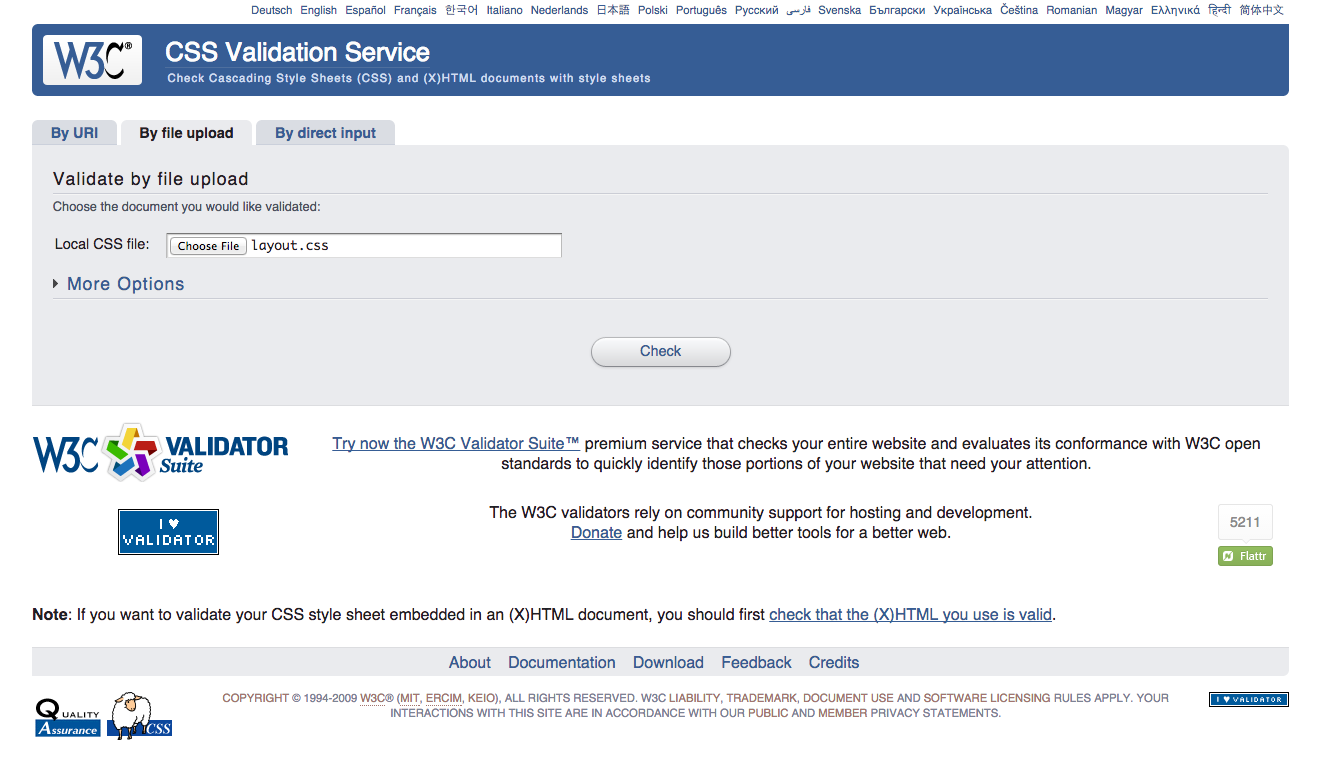 Deutsch English Español Français 한국어 Italiano Nederlands 日本語 Polski Português Русский فارسی Svenska Български Українська Čeština Romanian Magyar Ελληνικά हिन्दी 简体中文
W3C® CSS Validation Service
Check Cascading Style Sheets (CSS) and (X)HTML documents with style sheets
By URI By file upload By direct input
Validate by file upload
Choose the document you would like validated:
Local CSS file: Choose File layout.css
More Options
Check
W3C VALIDATOR Suite
Try now the W3C Validator Suite™ premium service that checks your entire website and evaluates its conformance with W3C open
standards to quickly identify those portions of your website that need your attention.
I ♥
VALIDATOR
The W3C validators rely on community support for hosting and development.
Donate and help us build better tools for a better web.
5211
Flattr
Note: If you want to validate your CSS style sheet embedded in an (X)HTML document, you should first check that the (X)HTML you use is valid.
About Documentation Download Feedback Credits
QUALITY
Assurance CSS
COPYRIGHT © 1994-2009 W3C® (MIT, ERCIM, KEIO), ALL RIGHTS RESERVED. W3C LIABILITY, TRADEMARK, DOCUMENT USE AND SOFTWARE LICENSING RULES APPLY. YOUR
INTERACTIONS WITH THIS SITE ARE IN ACCORDANCE WITH OUR PUBLIC AND MEMBER PRIVACY STATEMENTS.
I ♥ VALIDATOR